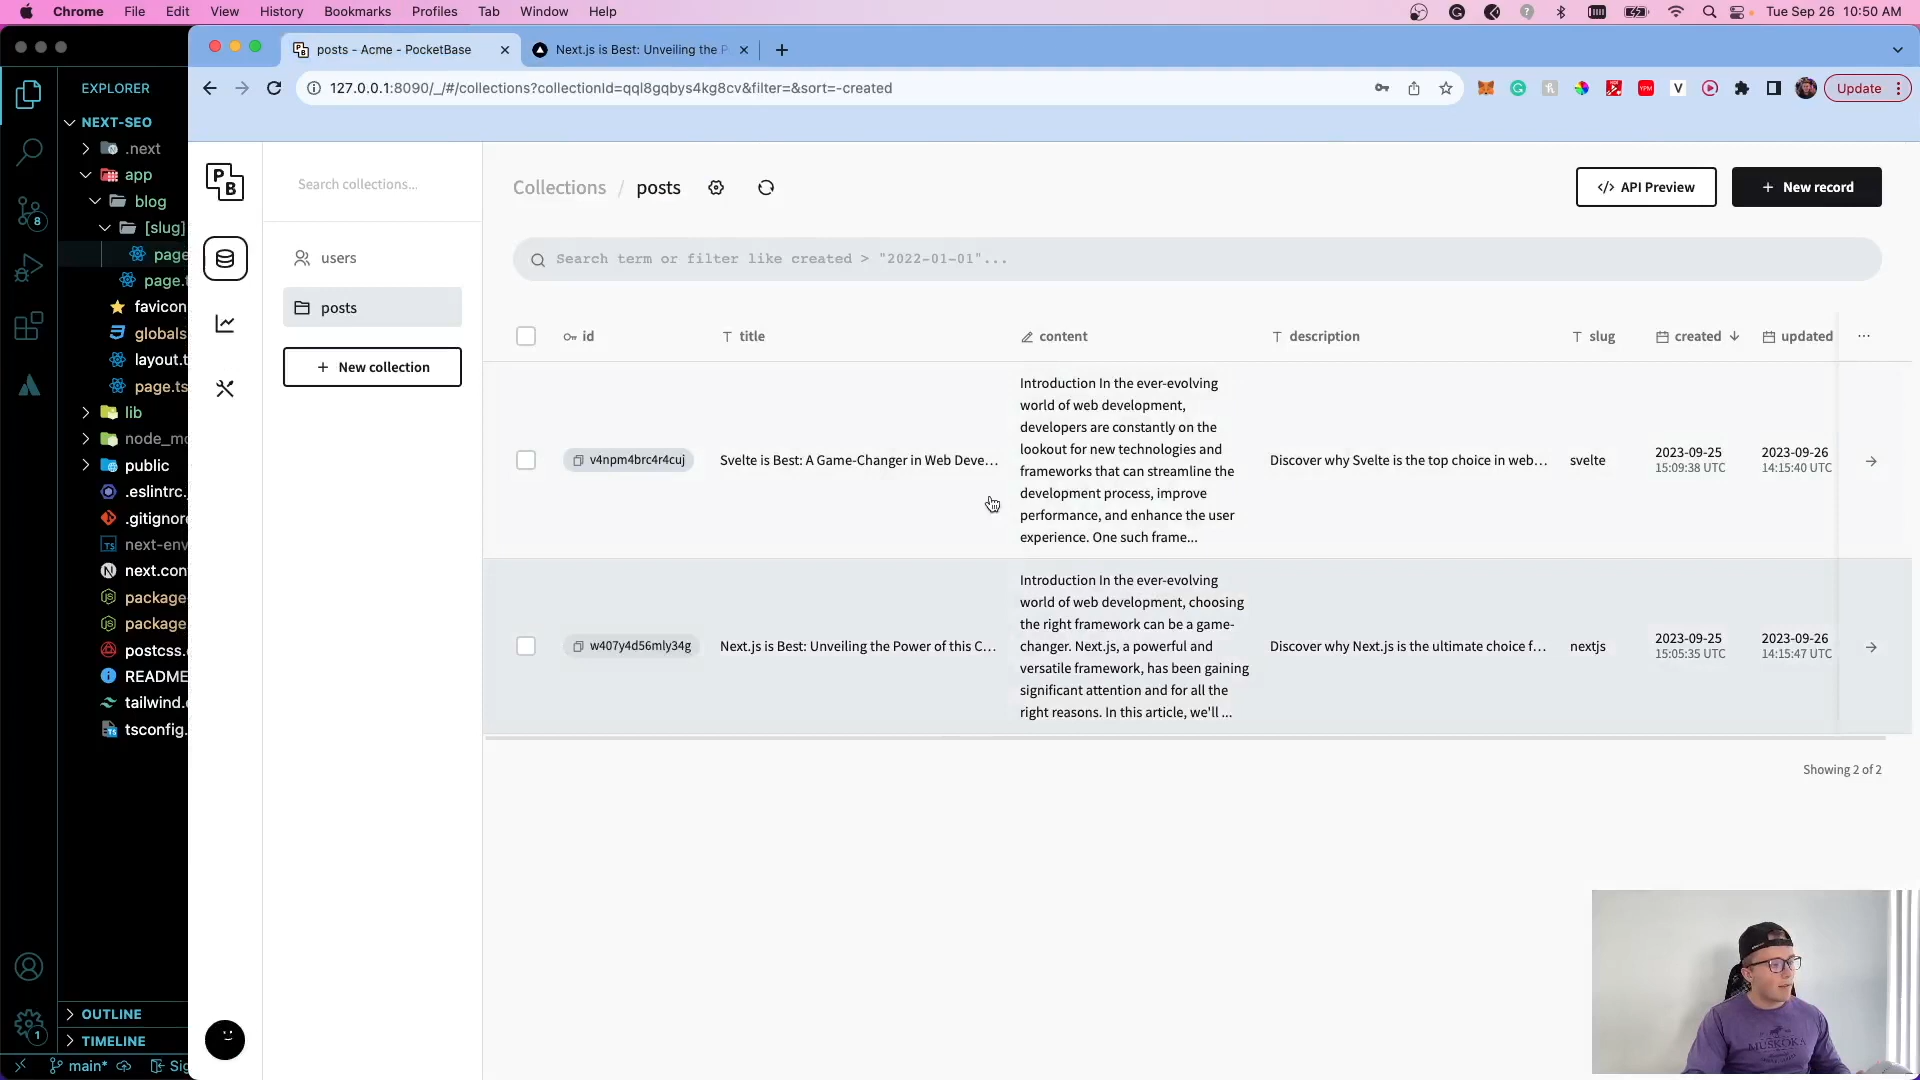 Chrome File Edit View History Bookmarks Profiles Tab Window Help Tue Sep 26 10:50 AM
posts - Acme - PocketBase
Next.js is Best: Unveiling the P
127.0.0.1:8090/_/#/collections?collectionId=qql8gqbys4kg8cv&filter=&sort=-created
Update
EXPLORER
NEXT-SEO
.next
app
blog
[slug]
page
page.
favicon
globals
layout.t
page.ts
lib
node_mo
public
.eslintrc.
.gitignore
next-env
next.con
package
package
postcss.
README
tailwind.
tsconfig.
OUTLINE
TIMELINE
main*
Sig
8
1
PB
Search collections...
users
posts
New collection
Collections / posts
API Preview
New record
Search term or filter like created > "2022-01-01"...
id title content description slug created updated
v4npm4brc4r4cuj
Svelte is Best: A Game-Changer in Web Deve...
Introduction In the ever-evolving
world of web development,
developers are constantly on the
lookout for new technologies and
frameworks that can streamline the
development process, improve
performance, and enhance the user
experience. One such frame...
Discover why Svelte is the top choice in web...
svelte
2023-09-25
15:09:38 UTC
2023-09-26
14:15:40 UTC
w407y4d56mly34g
Next.js is Best: Unveiling the Power of this C...
Introduction In the ever-evolving
world of web development, choosing
the right framework can be a game-
changer. Next.js, a powerful and
versatile framework, has been gaining
significant attention and for all the
right reasons. In this article, we'll ...
Discover why Next.js is the ultimate choice f...
nextjs
2023-09-25
15:05:35 UTC
2023-09-26
14:15:47 UTC
Showing 2 of 2
MUSKOKA